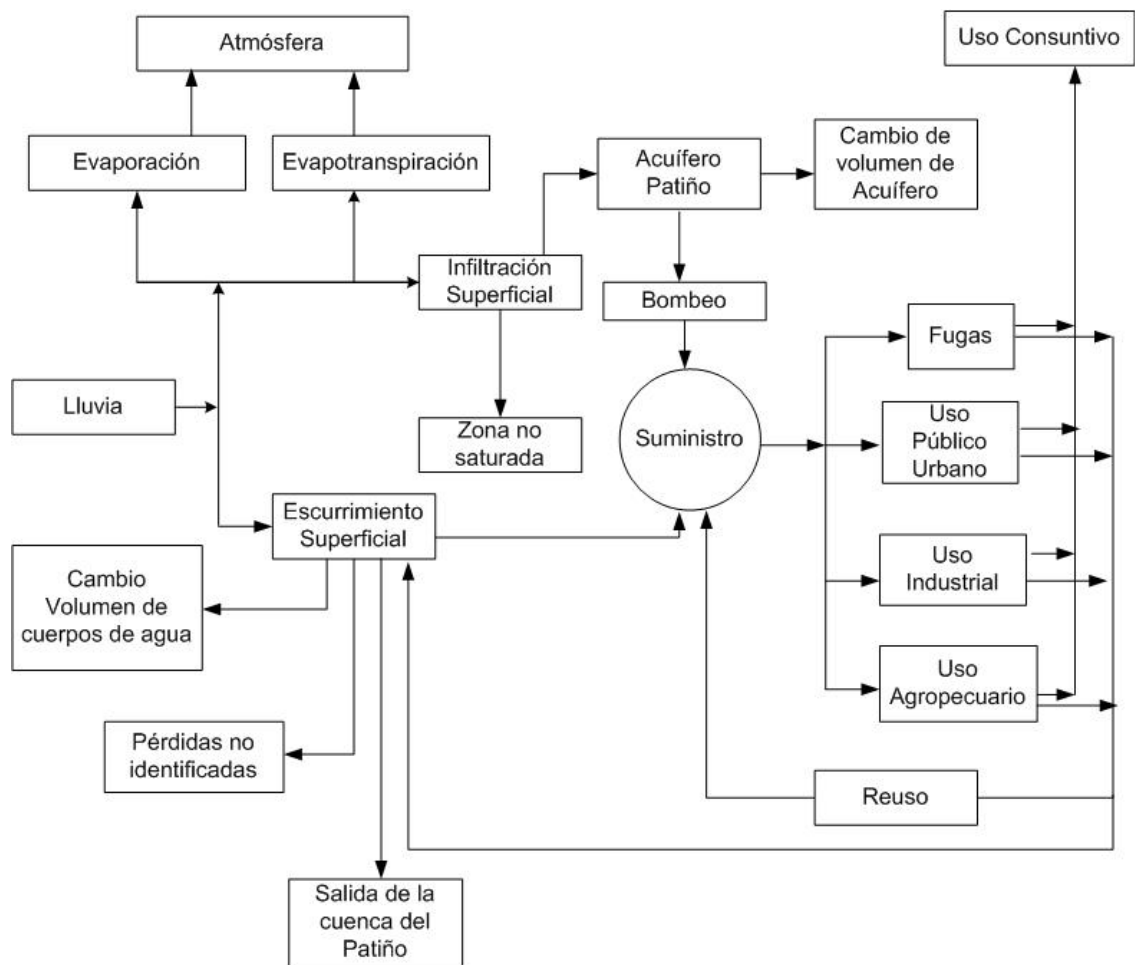 Atmósfera
Uso Consuntivo
Evaporación
Evapotranspiración
Acuífero
Patiño
Cambio de
volumen de
Acuífero
Infiltración
Superficial
Bombeo
Fugas
Lluvia
Zona no
saturada
Suministro
Uso
Público
Urbano
Escurrimiento
Superficial
Uso
Industrial
Cambio
Volumen de
cuerpos de agua
Uso
Agropecuario
Pérdidas no
identificadas
Reuso
Salida de la
cuenca del
Patiño